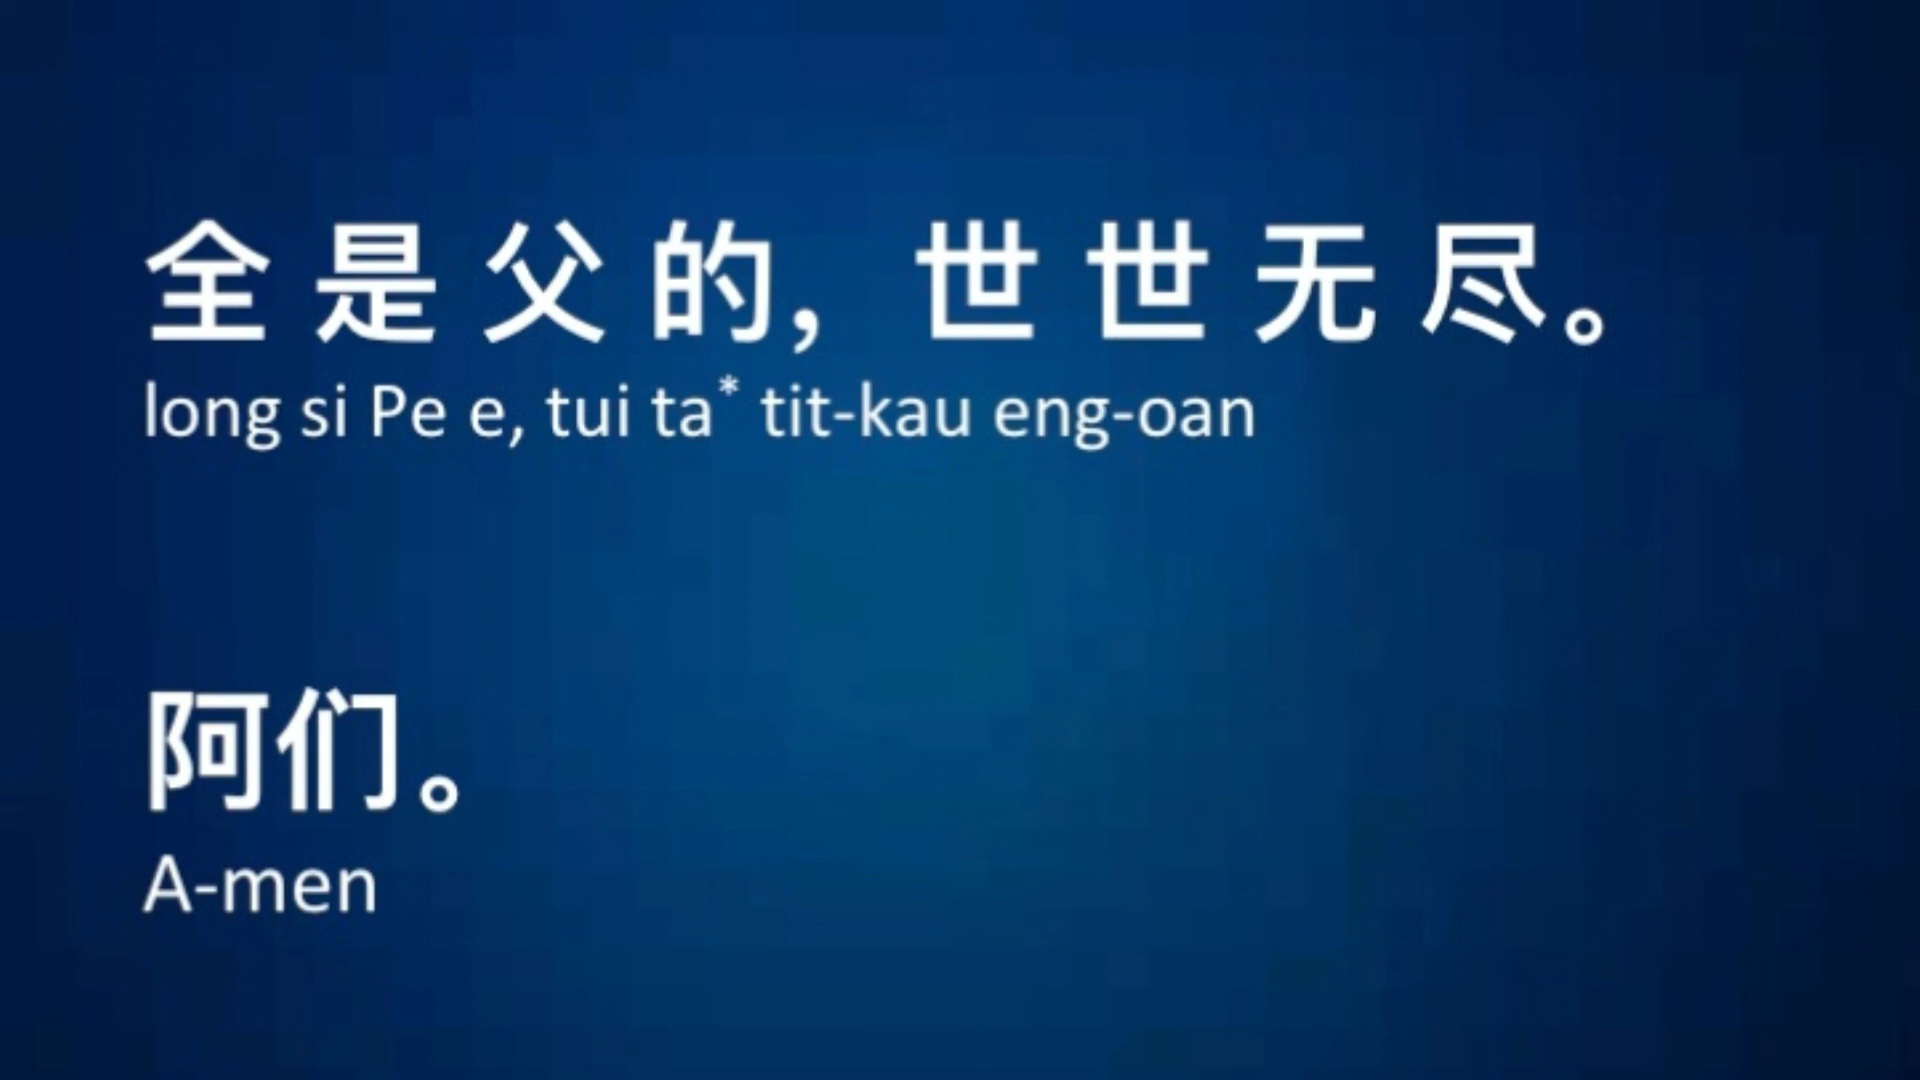 全是父的，世世无尽。
long si Pe e, tui ta* tit-kau eng-oan
阿们。
A-men